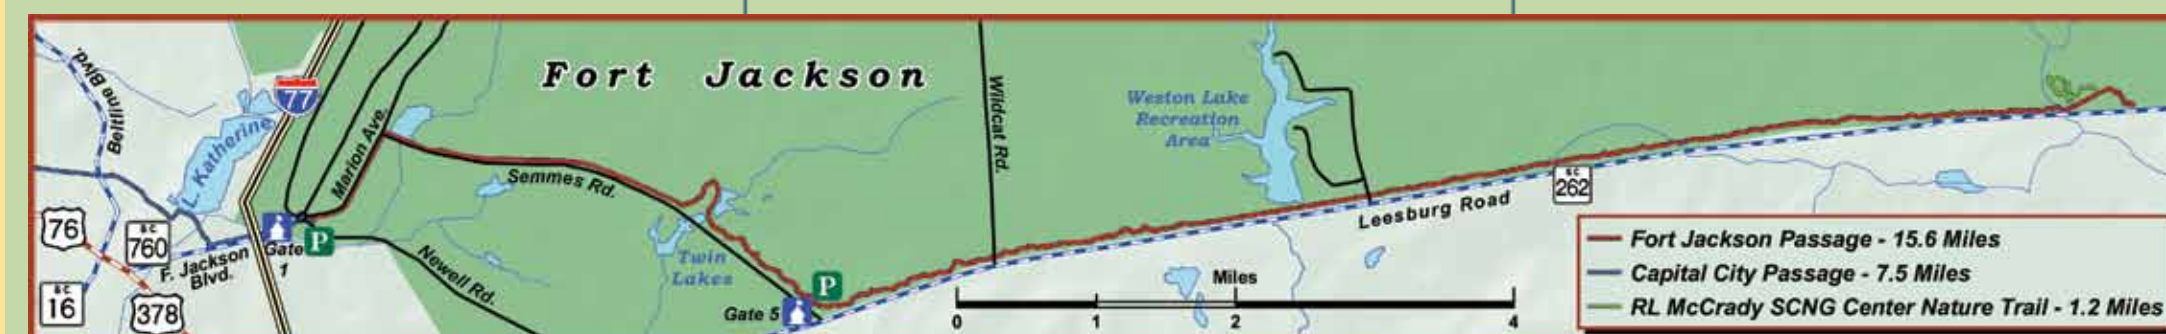 Beltline Blvd.
77
L. Katherine
Marion Ave.
Fort Jackson
Wildcat Rd.
Weston Lake
Recreation
Area
Semmes Rd.
76
SC
760
F. Jackson
Blvd.
Gate
1
P
Newell Rd.
Twin
Lakes
P
Gate 5
SC
16
378
Leesburg Road
SC
262
Miles
0 1 2 4
Fort Jackson Passage - 15.6 Miles
Capital City Passage - 7.5 Miles
RL McCrady SCNG Center Nature Trail - 1.2 Miles